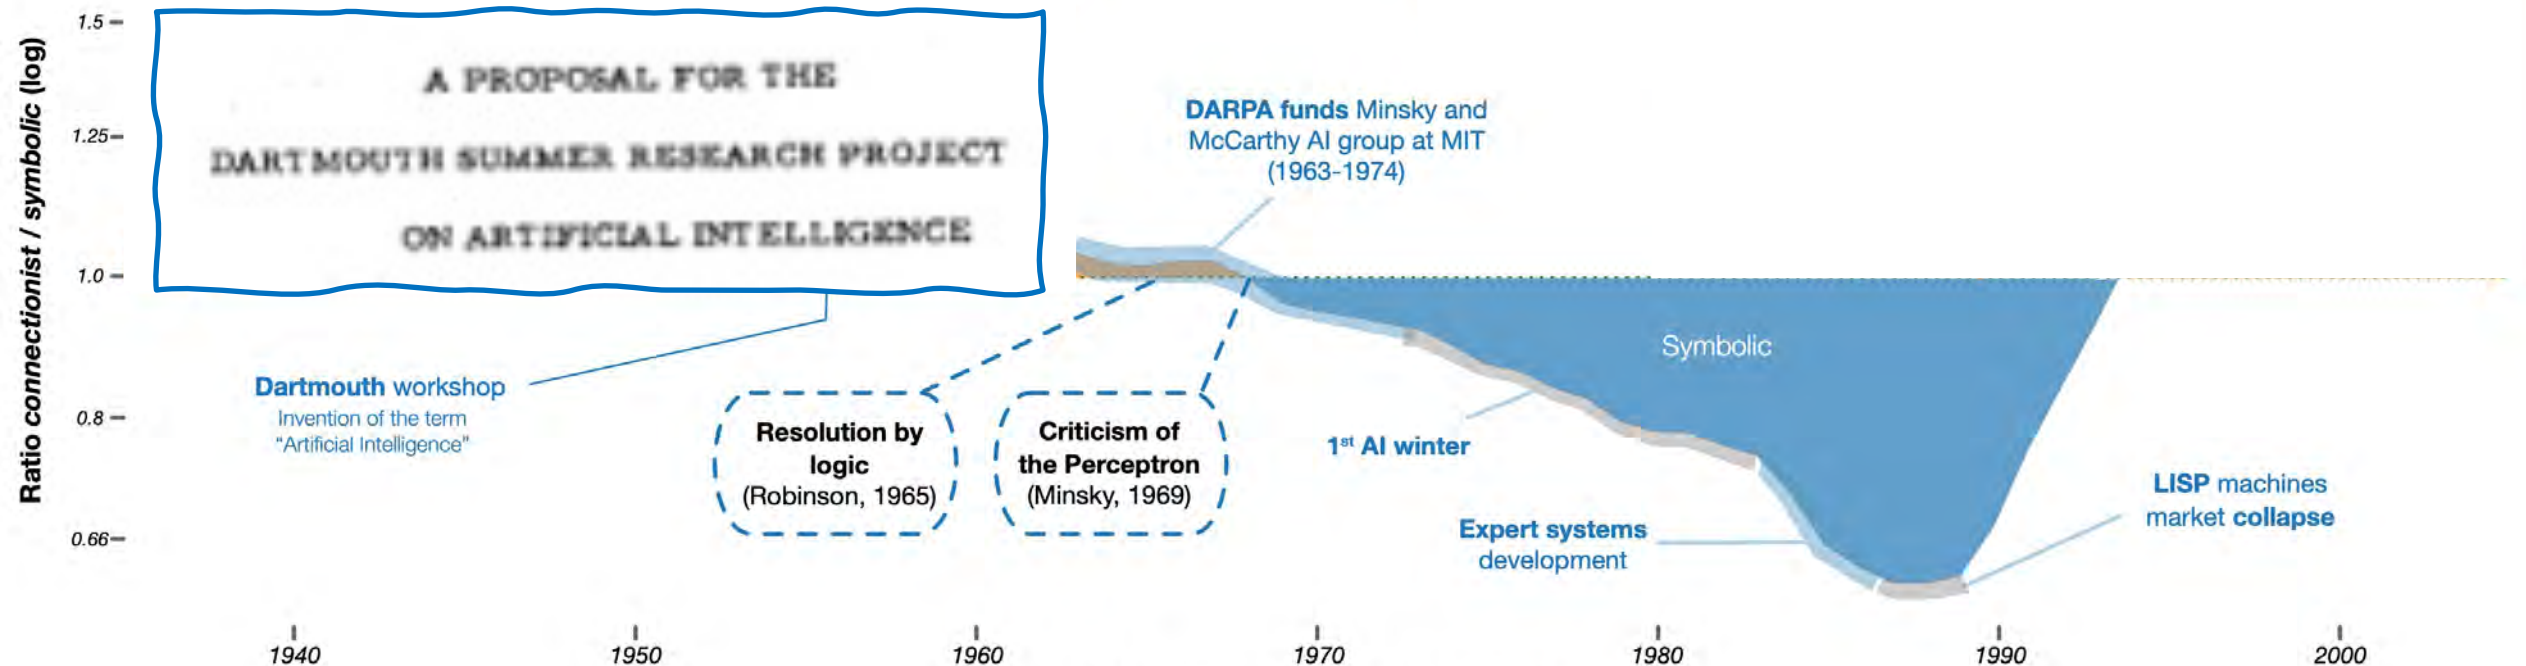 Ratio connectionist / symbolic (log)
1.5
1.25
1.0
0.8
0.66
A PROPOSAL FOR THE
DARTMOUTH SUMMER RESEARCH PROJECT
ON ARTIFICIAL INTELLIGENCE
DARPA funds Minsky and
McCarthy AI group at MIT
(1963-1974)
Dartmouth workshop
Invention of the term
“Artificial Intelligence”
Resolution by
logic
(Robinson, 1965)
Criticism of
the Perceptron
(Minsky, 1969)
Symbolic
1st AI winter
Expert systems
development
LISP machines
market collapse
1940
1950
1960
1970
1980
1990
2000